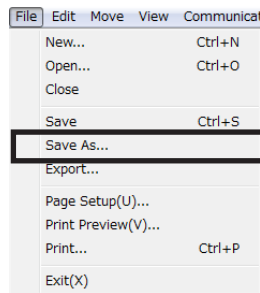 File Edit Move View Communicat
New... Ctrl+N
Open... Ctrl+O
Close
Save Ctrl+S
Save As...
Export...
Page Setup(U)...
Print Preview(V)...
Print... Ctrl+P
Exit(X)